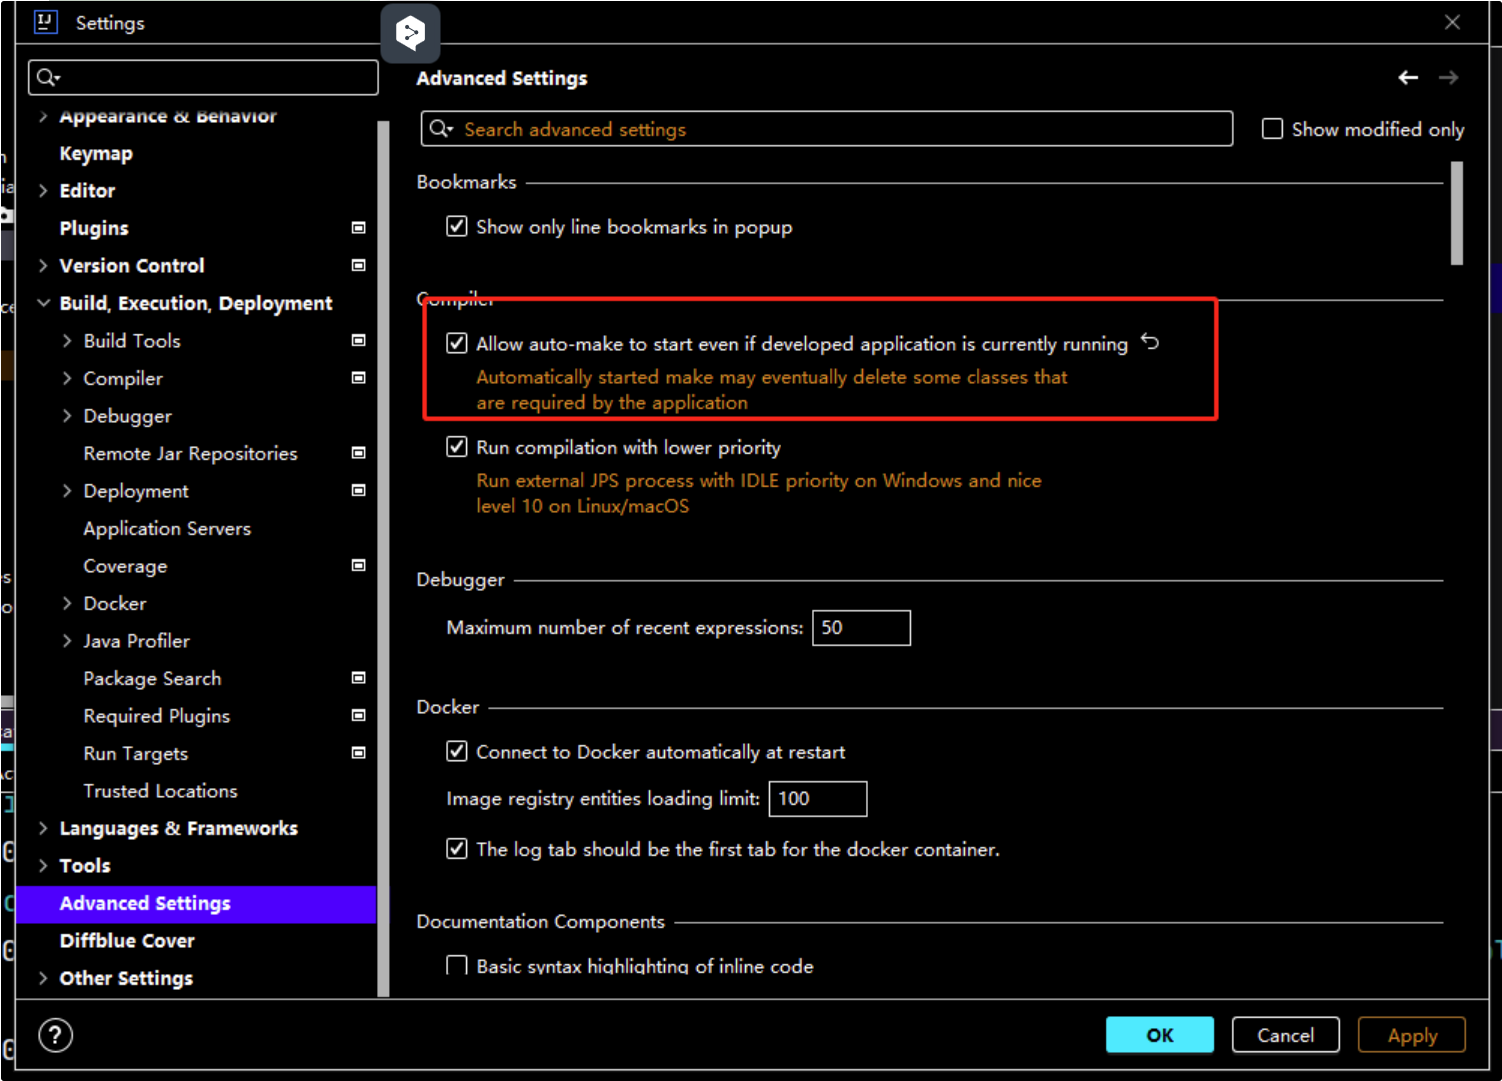 IJ Settings
Appearance & Behavior
Keymap
Editor
Plugins
Version Control
Build, Execution, Deployment
Build Tools
Compiler
Debugger
Remote Jar Repositories
Deployment
Application Servers
Coverage
Docker
Java Profiler
Package Search
Required Plugins
Run Targets
Trusted Locations
Languages & Frameworks
Tools
Advanced Settings
Diffblue Cover
Other Settings
Advanced Settings
Search advanced settings
Show modified only
Bookmarks
Show only line bookmarks in popup
Compiler
Allow auto-make to start even if developed application is currently running
Automatically started make may eventually delete some classes that
are required by the application
Run compilation with lower priority
Run external JPS process with IDLE priority on Windows and nice
level 10 on Linux/macOS
Debugger
Maximum number of recent expressions: 50
Docker
Connect to Docker automatically at restart
Image registry entities loading limit: 100
The log tab should be the first tab for the docker container.
Documentation Components
Basic syntax highlighting of inline code
?
OK
Cancel
Apply